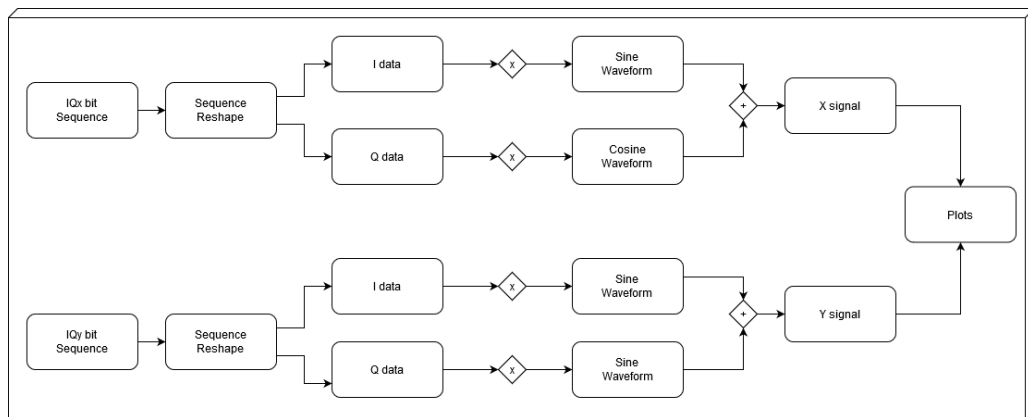 IQx bit
Sequence
Sequence
Reshape
I data
x
Sine
Waveform
Q data
x
Cosine
Waveform
+
X signal
Plots
IQy bit
Sequence
Sequence
Reshape
I data
x
Sine
Waveform
Q data
x
Sine
Waveform
+
Y signal